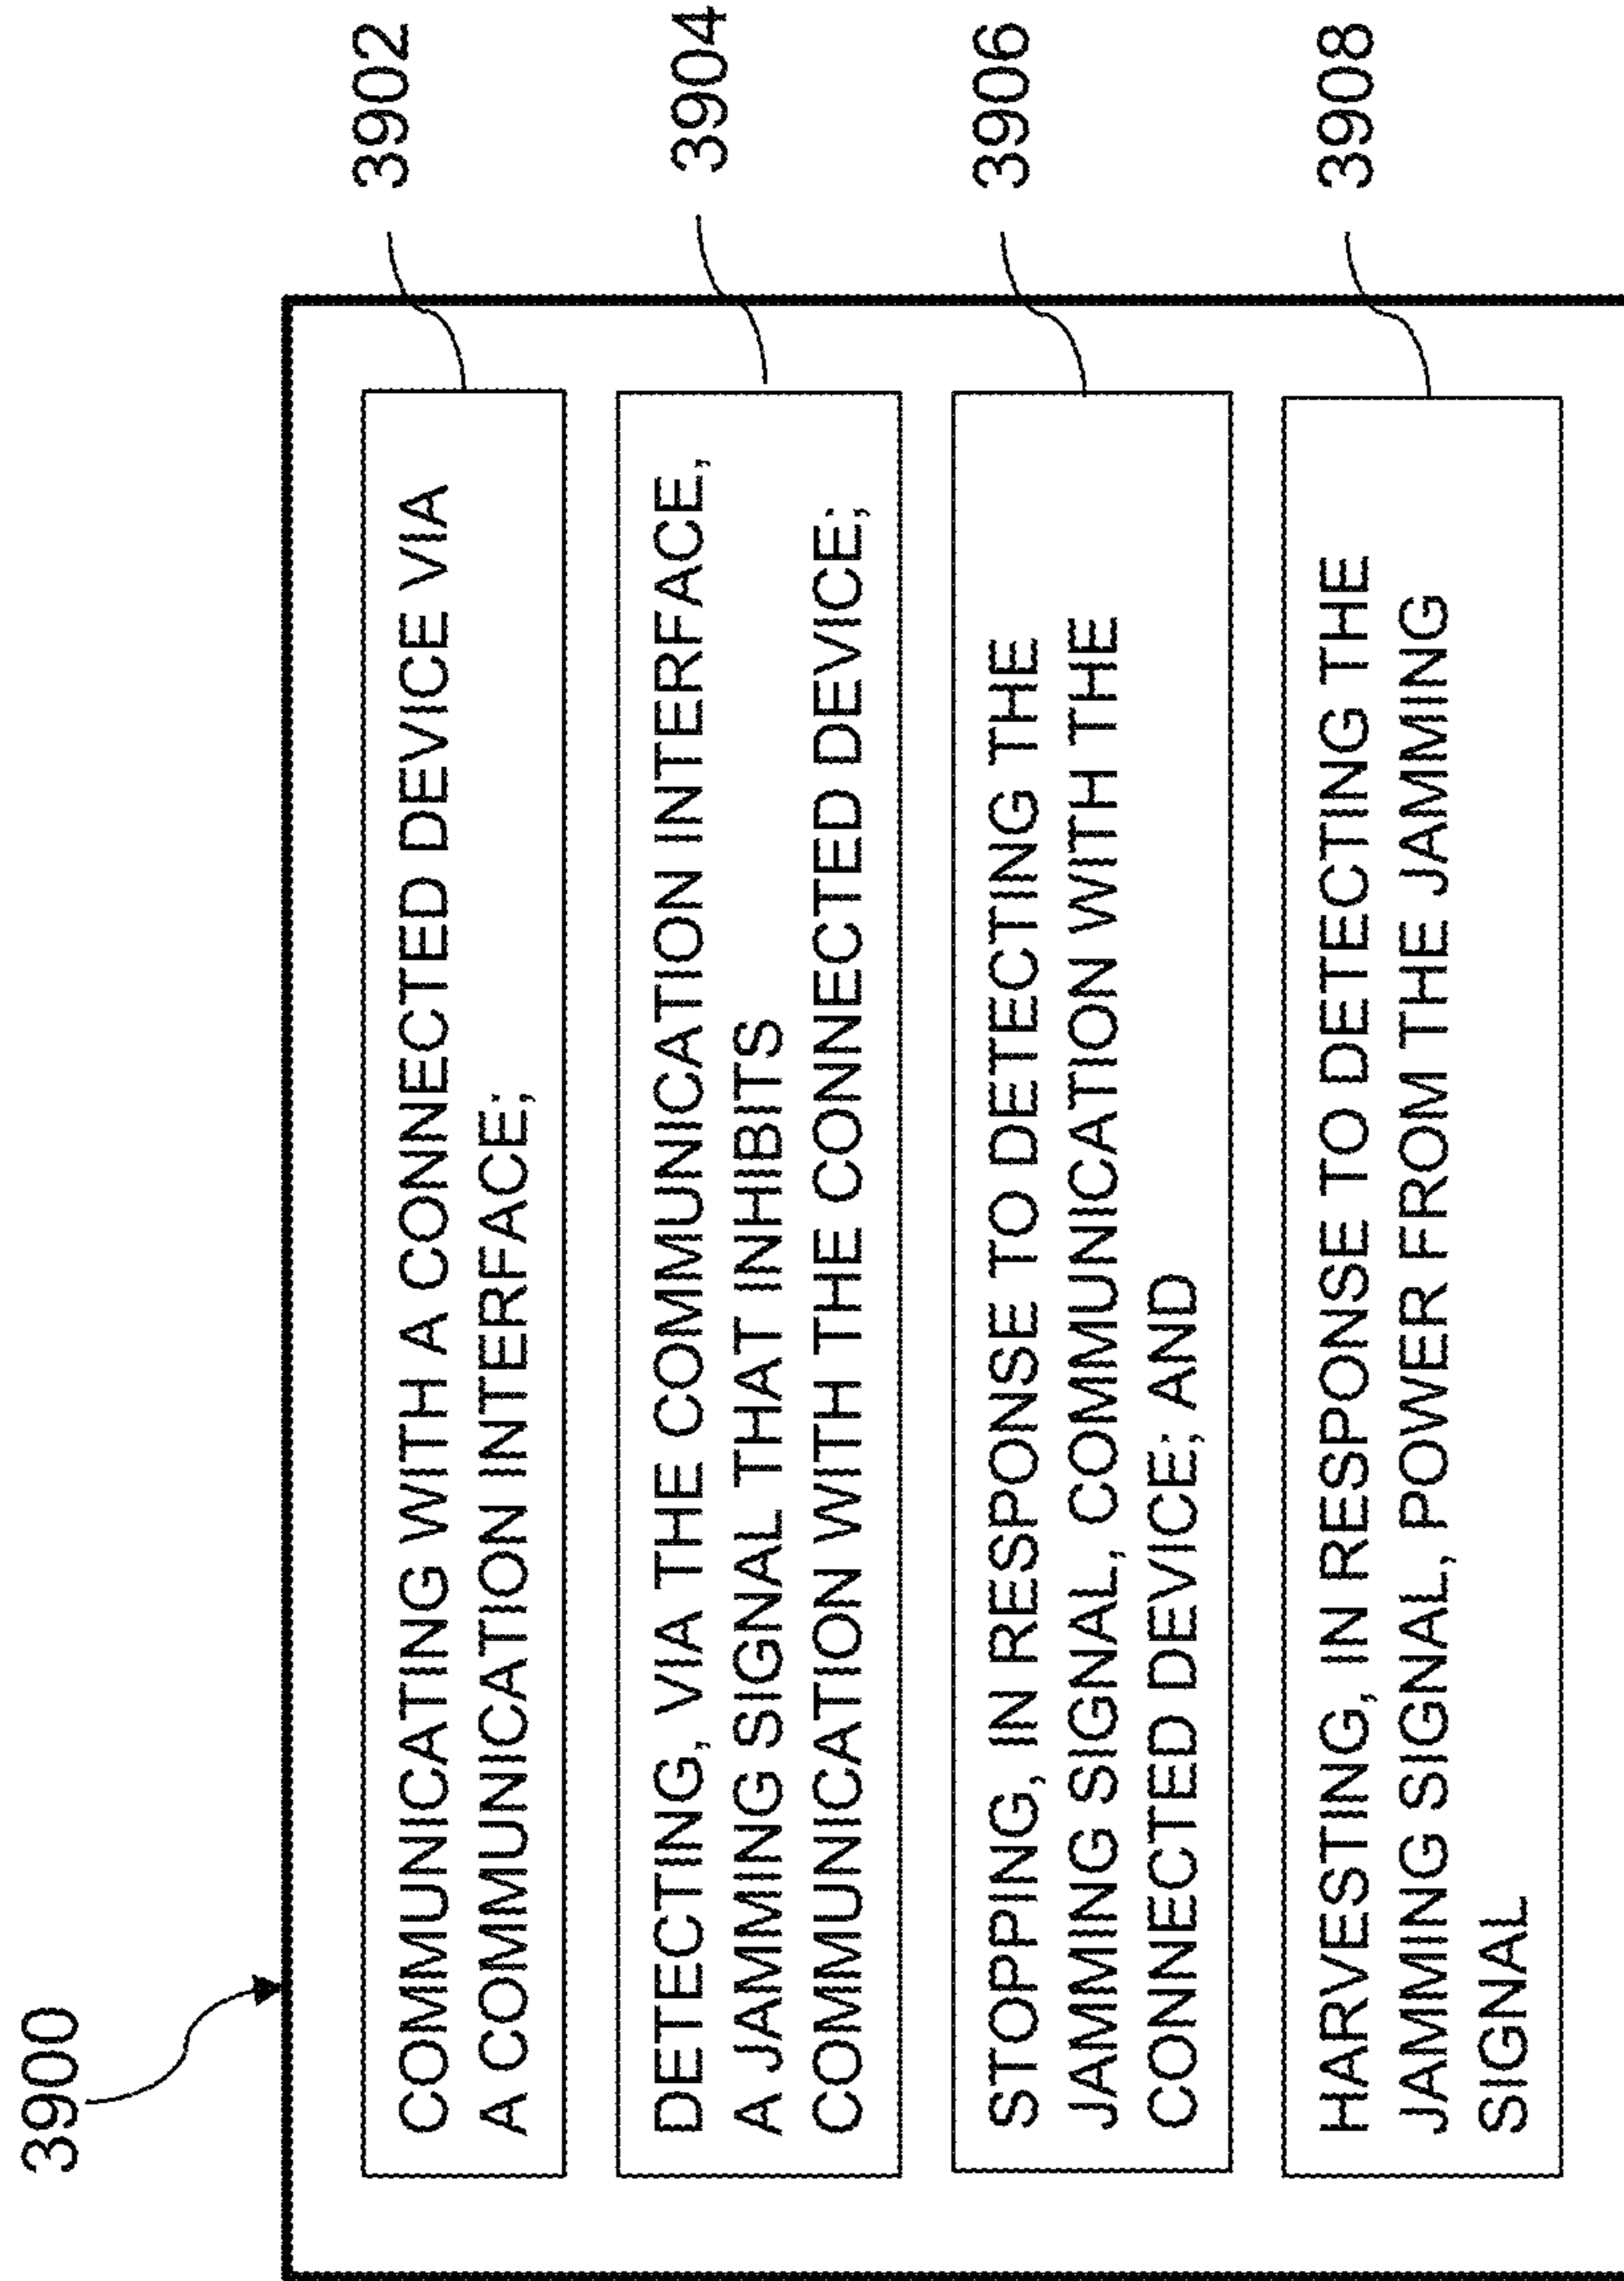 3900
COMMUNICATING WITH A CONNECTED DEVICE VIA
A COMMUNICATION INTERFACE;
3902
DETECTING, VIA THE COMMUNICATION INTERFACE,
A JAMMING SIGNAL THAT INHIBITS
COMMUNICATION WITH THE CONNECTED DEVICE;
3904
STOPPING, IN RESPONSE TO DETECTING THE
JAMMING SIGNAL, COMMUNICATION WITH THE
CONNECTED DEVICE; AND
3906
HARVESTING, IN RESPONSE TO DETECTING THE
JAMMING SIGNAL, POWER FROM THE JAMMING
SIGNAL
3908